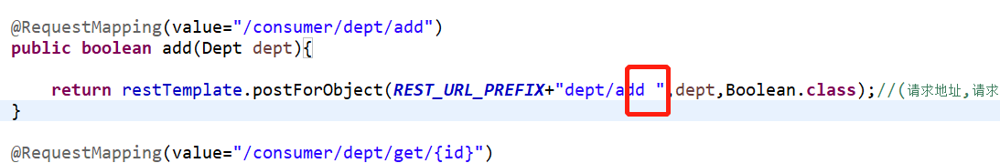 @RequestMapping(value="/consumer/dept/add")
public boolean add(Dept dept){
return restTemplate.postForObject(REST_URL_PREFIX+"dept/add ",dept,Boolean.class);//(请求地址,请求
}
@RequestMapping(value="/consumer/dept/get/{id}")